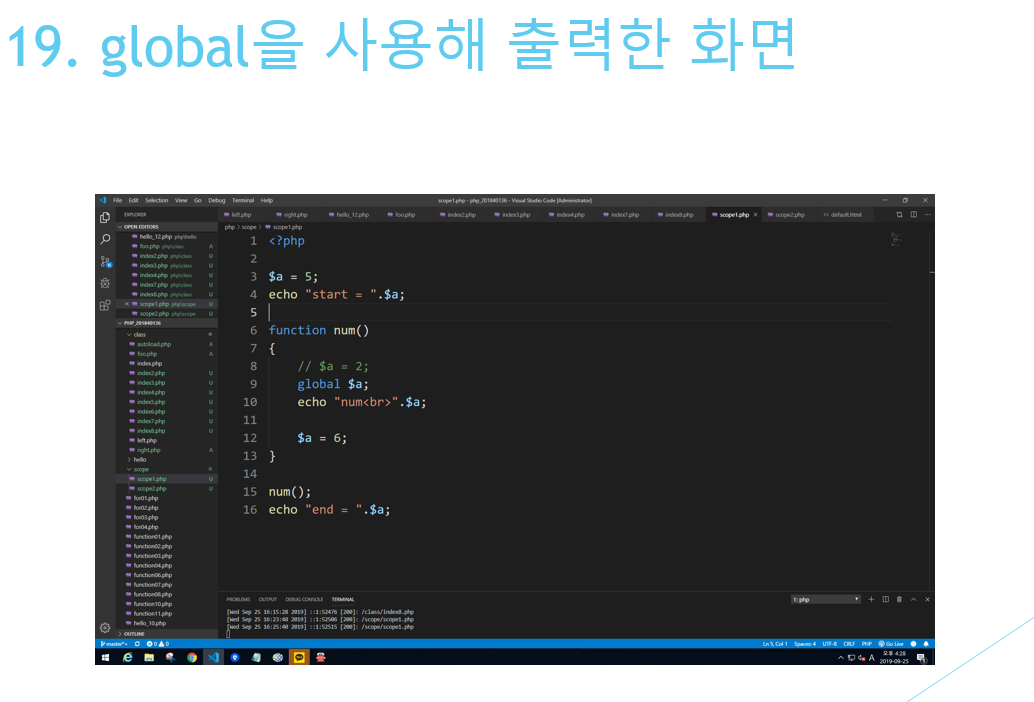 19. global을 사용해 출력한 화면
File Edit Selection View Go Debug Terminal Help
scope1.php - php_201840136 - Visual Studio Code [Administrator]
EXPLORER
left.php right.php hello_12.php foo.php index2.php index3.php index4.php index7.php index8.php scope1.php × scope2.php default.html
OPEN EDITORS
hello_12.php php\hello
foo.php php\class A
index2.php php\class U
index3.php php\class U
index4.php php\class U
index7.php php\class U
index8.php php\class U
× scope1.php php\scope U
scope2.php php\scope U
PHP_201840136
class
autoload.php A
foo.php A
index.php
index2.php U
index3.php U
index4.php U
index5.php U
index6.php U
index7.php U
index8.php U
left.php
right.php A
hello
scope
scope1.php U
scope2.php U
for01.php
for02.php
for03.php
for04.php
function01.php
function02.php
function03.php
function04.php
function06.php
function07.php
function08.php
function10.php
function11.php
hello_10.php
OUTLINE
php > scope > scope1.php
1 <?php
2
3 $a = 5;
4 echo "start = ".$a;
5
6 function num()
7 {
8 // $a = 2;
9 global $a;
10 echo "num<br>".$a;
11
12 $a = 6;
13 }
14
15 num();
16 echo "end = ".$a;
PROBLEMS OUTPUT DEBUG CONSOLE TERMINAL
1: php
[Wed Sep 25 16:15:28 2019] ::1:52476 [200]: /class/index8.php
[Wed Sep 25 16:23:48 2019] ::1:52506 [200]: /scope/scope1.php
[Wed Sep 25 16:25:40 2019] ::1:52515 [200]: /scope/scope1.php
master*+ 0 0 Ln 5, Col 1 Spaces: 4 UTF-8 CRLF PHP Go Live
A 오후 4:28
2019-09-25